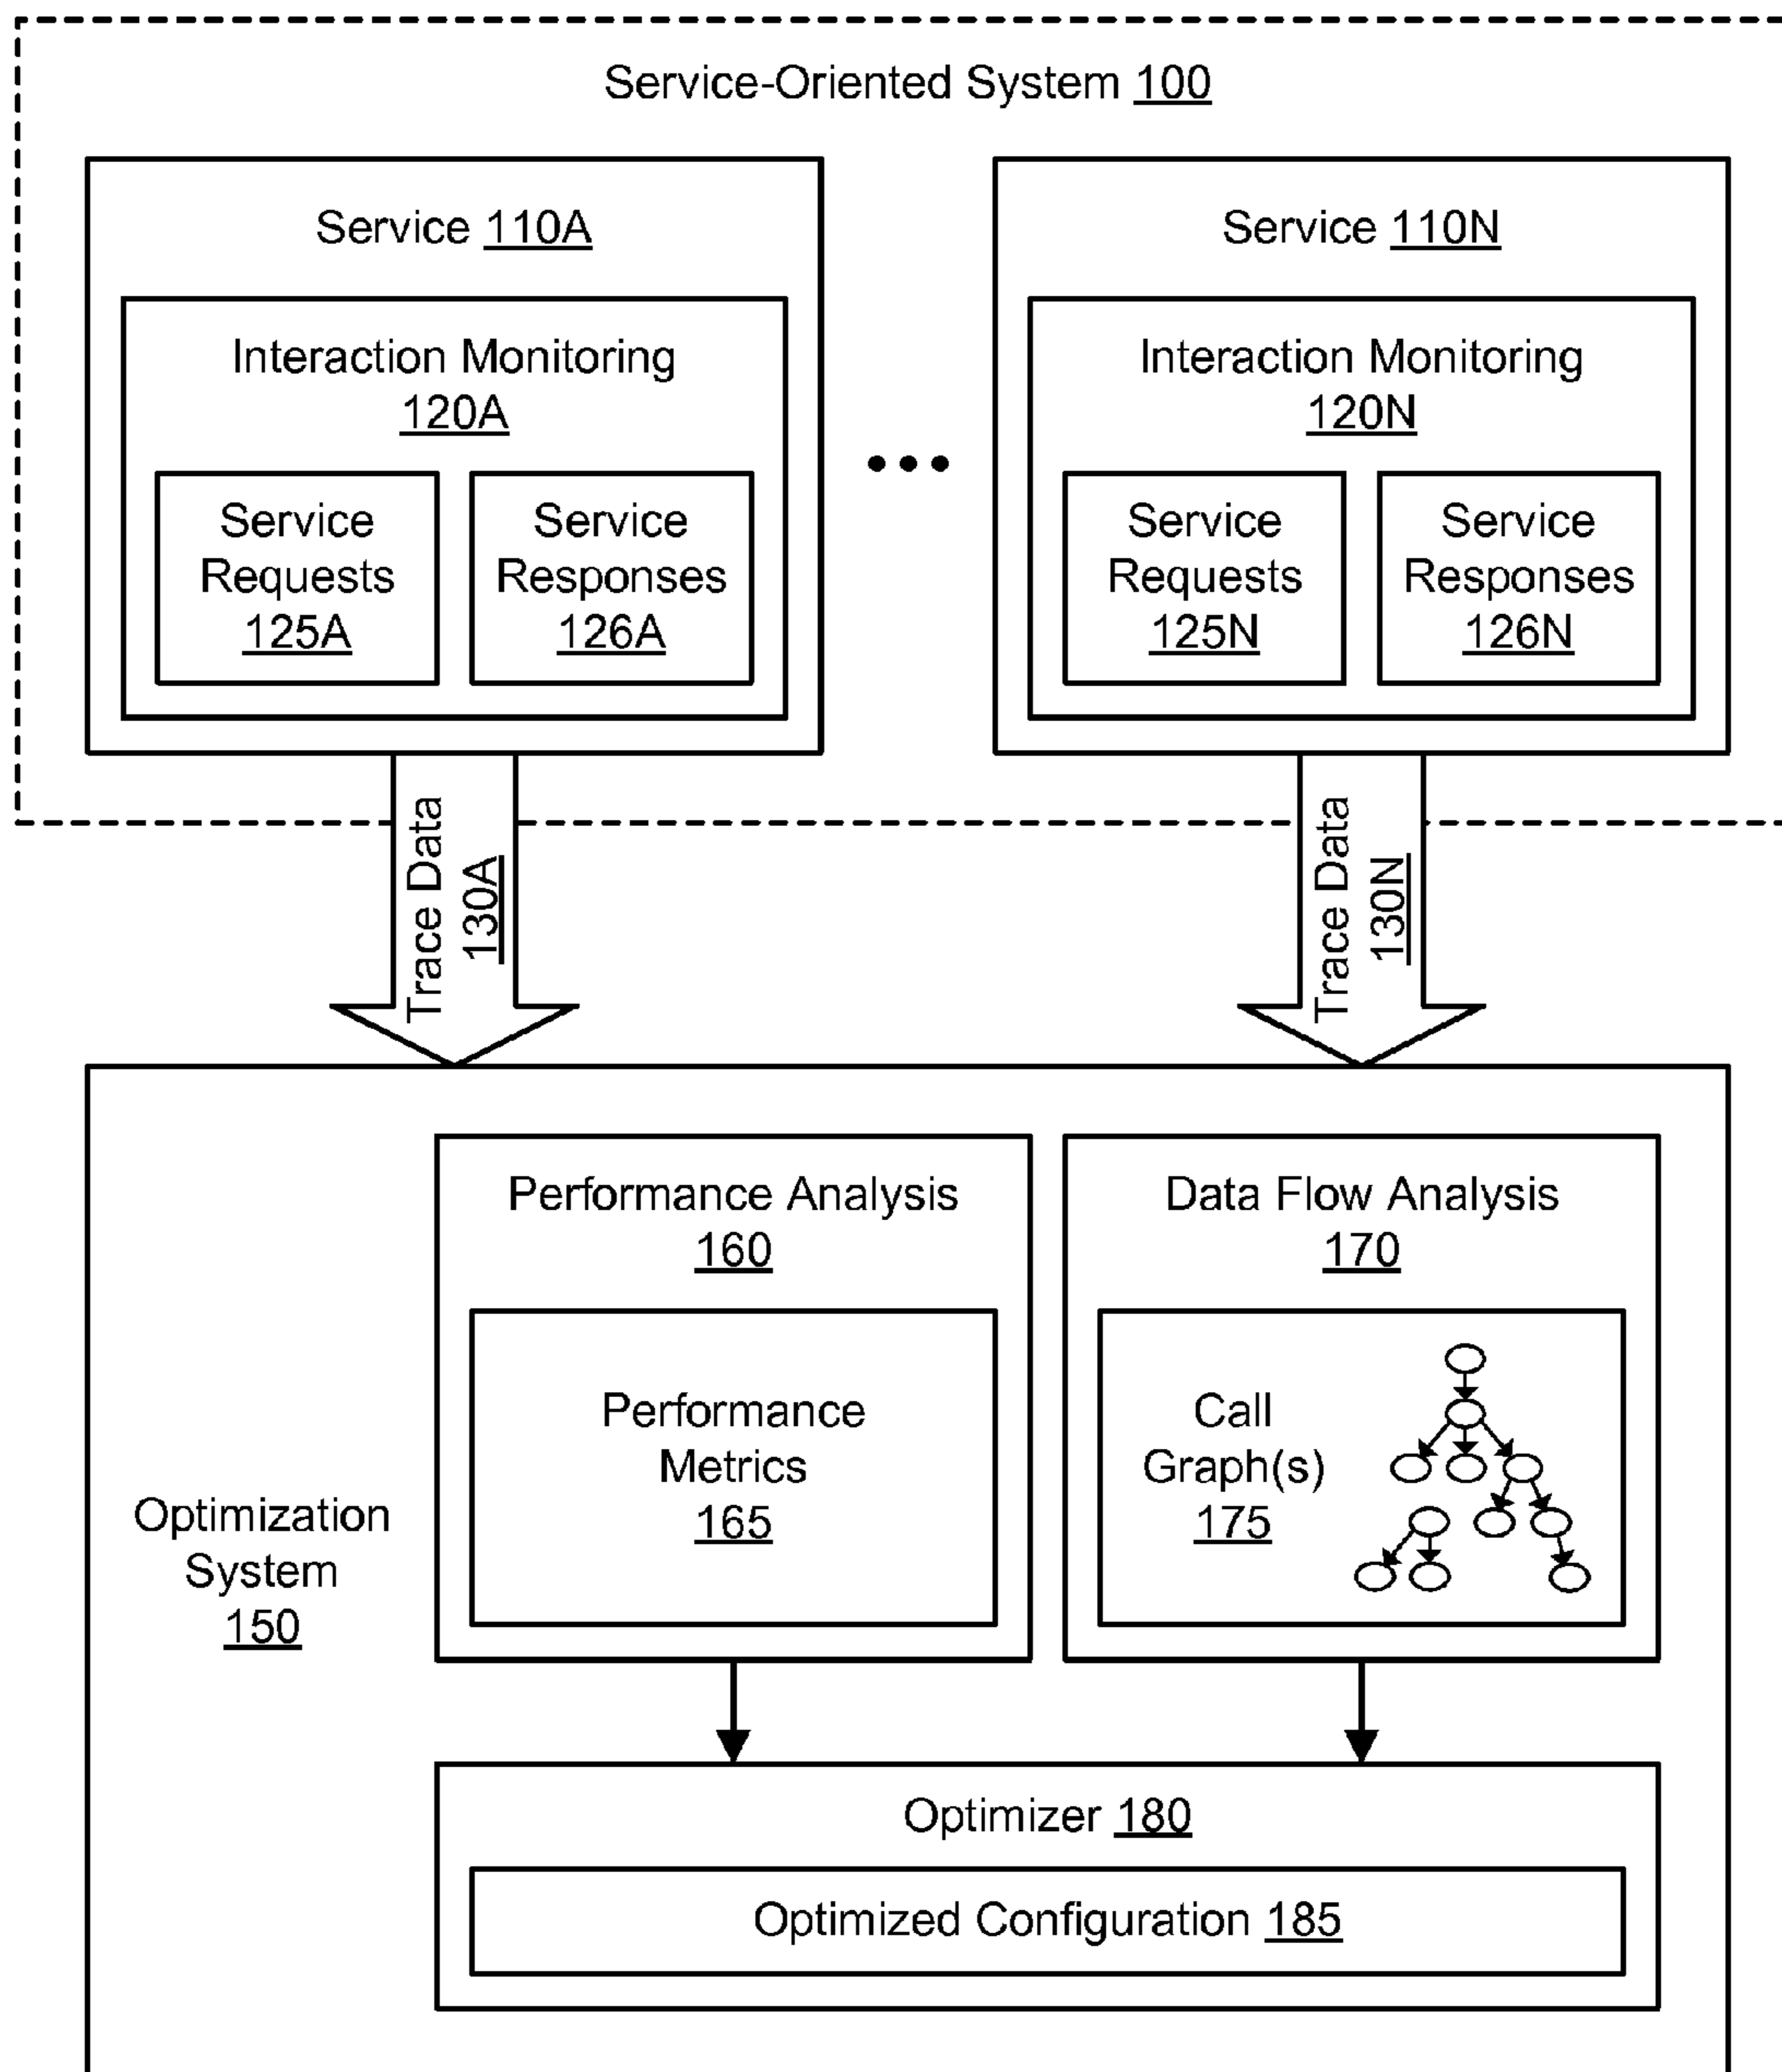 Service-Oriented System 100
Service 110A
Interaction Monitoring
120A
Service
Requests
125A
Service
Responses
126A
•••
Service 110N
Interaction Monitoring
120N
Service
Requests
125N
Service
Responses
126N
Trace Data
130A
Trace Data
130N
Optimization
System
150
Performance Analysis
160
Performance
Metrics
165
Data Flow Analysis
170
Call
Graph(s)
175
Optimizer 180
Optimized Configuration 185